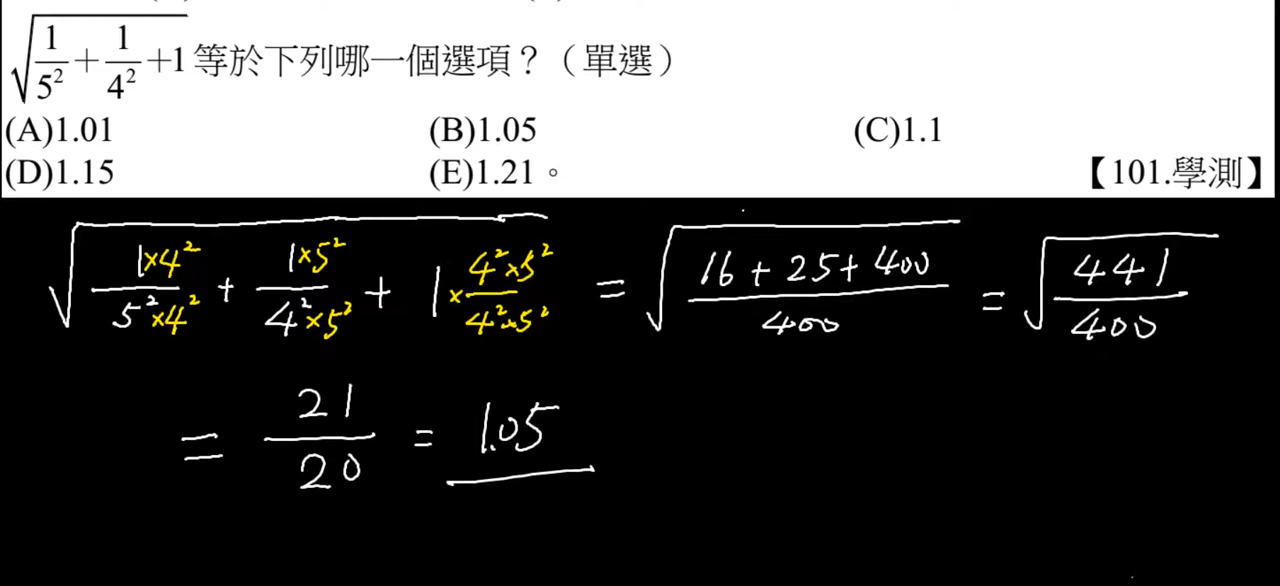 √(1/5² + 1/4² + 1) 等於下列哪一個選項？（單選）
(A)1.01 (B)1.05 (C)1.1
(D)1.15 (E)1.21。 【101.學測】
√((1×4²)/(5²×4²) + (1×5²)/(4²×5²) + 1×(4²×5²)/(4²×5²)) = √((16+25+400)/400) = √(441/400)
= 21/20 = 1.05